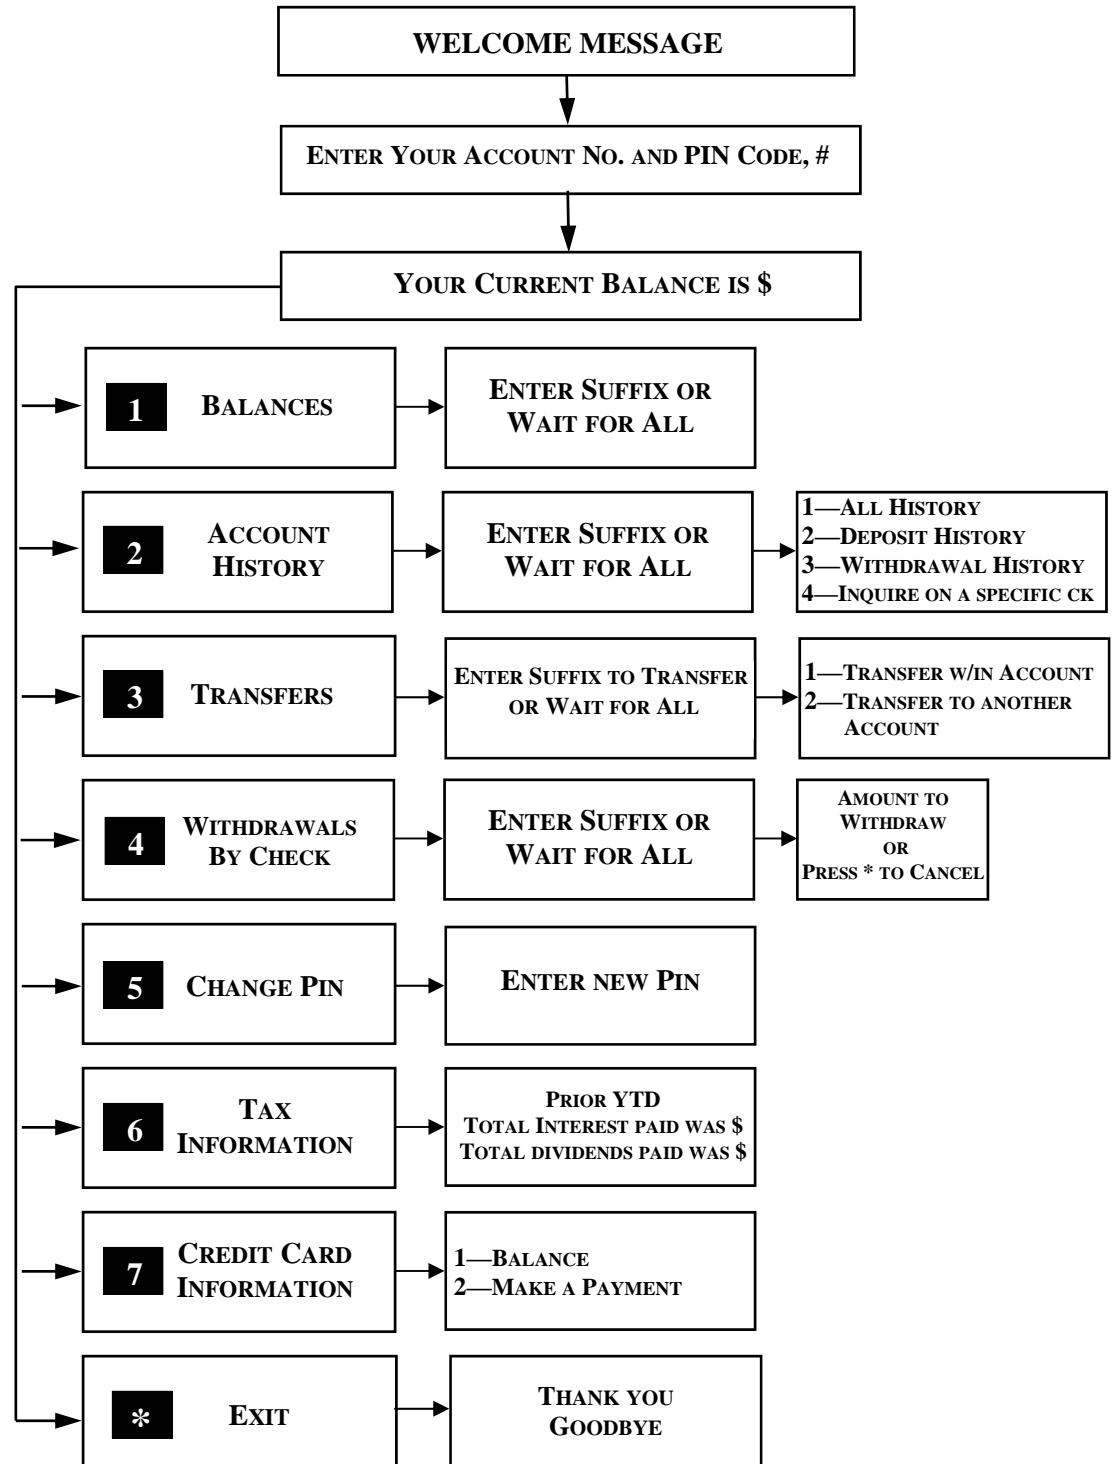 WELCOME MESSAGE
ENTER YOUR ACCOUNT NO. AND PIN CODE, #
YOUR CURRENT BALANCE IS $
1 BALANCES
ENTER SUFFIX OR
WAIT FOR ALL
2
ACCOUNT
HISTORY
ENTER SUFFIX OR
WAIT FOR ALL
1—ALL HISTORY
2—DEPOSIT HISTORY
3—WITHDRAWAL HISTORY
4—INQUIRE ON A SPECIFIC CK
3 TRANSFERS
ENTER SUFFIX TO TRANSFER
OR WAIT FOR ALL
1—TRANSFER W/IN ACCOUNT
2—TRANSFER TO ANOTHER
ACCOUNT
4
WITHDRAWALS
BY CHECK
ENTER SUFFIX OR
WAIT FOR ALL
AMOUNT TO
WITHDRAW
OR
PRESS * TO CANCEL
5 CHANGE PIN
ENTER NEW PIN
6
TAX
INFORMATION
PRIOR YTD
TOTAL INTEREST PAID WAS $
TOTAL DIVIDENDS PAID WAS $
7
CREDIT CARD
INFORMATION
1—BALANCE
2—MAKE A PAYMENT
* EXIT
THANK YOU
GOODBYE